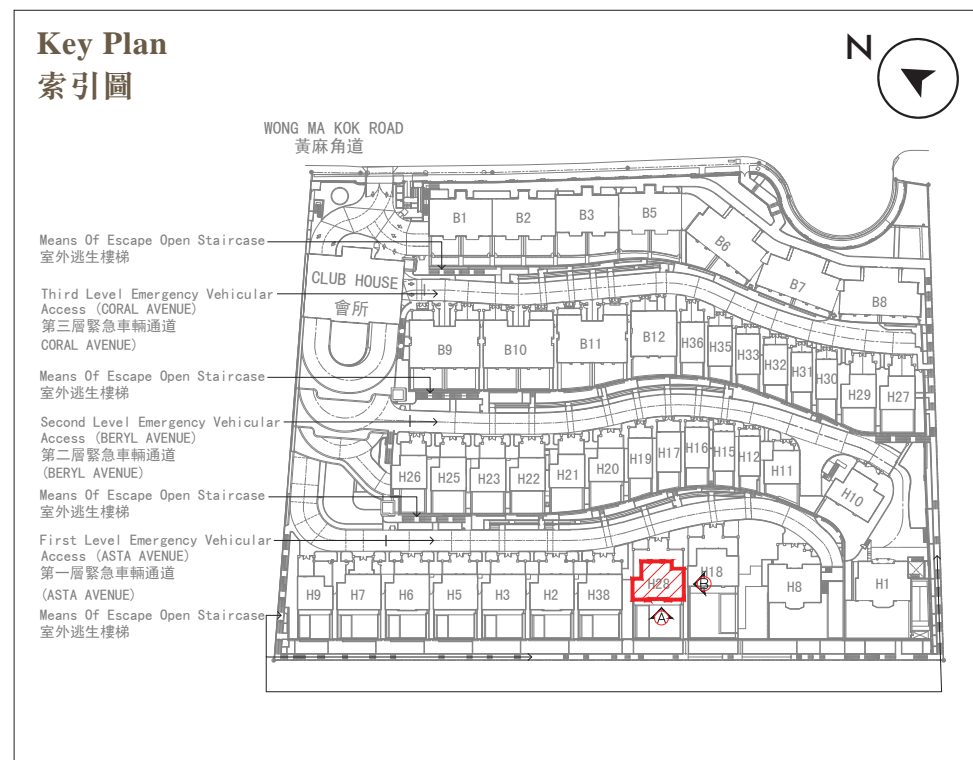 Key Plan
索引圖
N
WONG MA KOK ROAD
黃麻角道
B1
B2
B3
B5
B6
B7
B8
Means Of Escape Open Staircase
室外逃生樓梯
CLUB HOUSE
會所
Third Level Emergency Vehicular
Access (CORAL AVENUE)
第三層緊急車輛通道
CORAL AVENUE)
B9
B10
B11
B12
H36
H35
H33
H32
H31
H30
H29
H27
Means Of Escape Open Staircase
室外逃生樓梯
Second Level Emergency Vehicular
Access (BERYL AVENUE)
第二層緊急車輛通道
(BERYL AVENUE)
H26
H25
H23
H22
H21
H20
H19
H17
H16
H15
H12
H11
H10
Means Of Escape Open Staircase
室外逃生樓梯
First Level Emergency Vehicular
Access (ASTA AVENUE)
第一層緊急車輛通道
(ASTA AVENUE)
H9
H7
H6
H5
H3
H2
H38
H28
H18
H8
H1
B
A
Means Of Escape Open Staircase
室外逃生樓梯